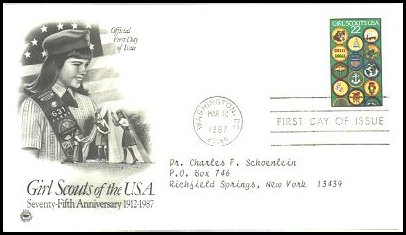 Official
First Day
of Issue
GIRL SCOUTS USA
22
WASHINGTON, DC
MAR 12
1987
FIRST DAY OF ISSUE
Dr. Charles F. Schoenlein
P.O. Box 746
Richfield Springs, New York 13439
Girl Scouts of the U.S.A.
Seventy-Fifth Anniversary 1912-1987